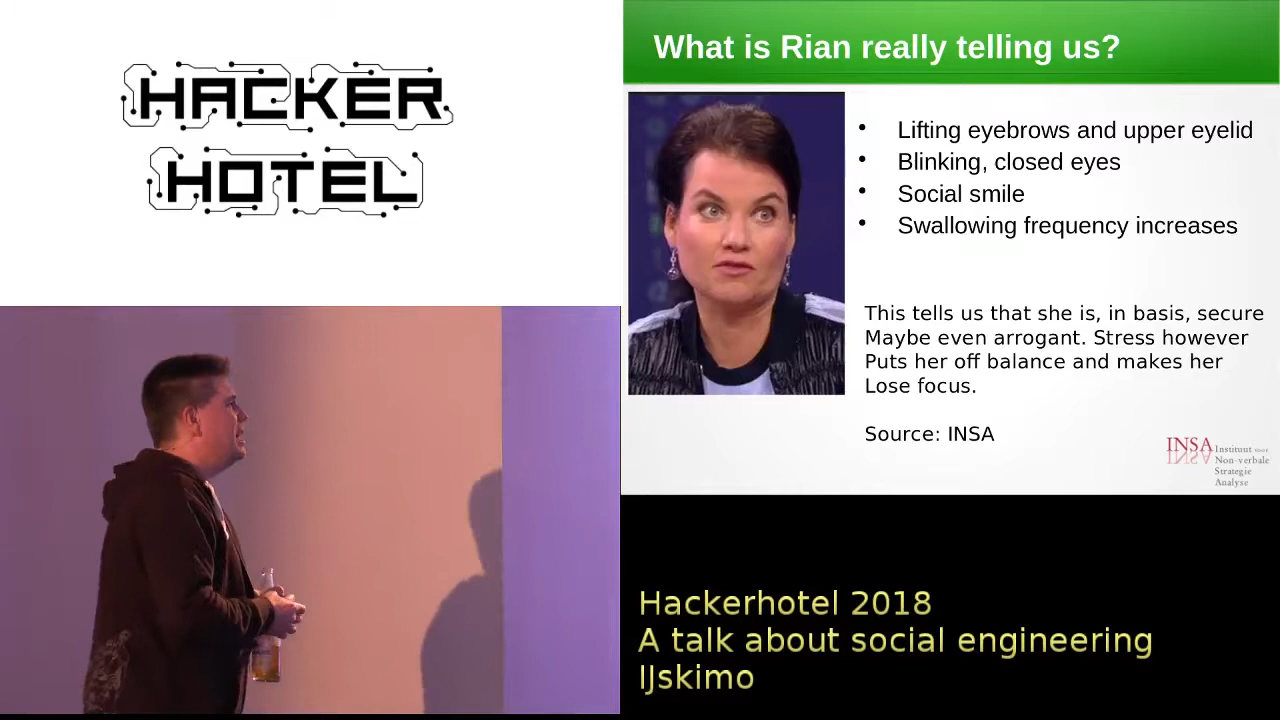 HACKER
HOTEL
What is Rian really telling us?
• Lifting eyebrows and upper eyelid
• Blinking, closed eyes
• Social smile
• Swallowing frequency increases
This tells us that she is, in basis, secure
Maybe even arrogant. Stress however
Puts her off balance and makes her
Lose focus.
Source: INSA
INSA
Instituut
Non-verbale
Strategie
Analyse
Hackerhotel 2018
A talk about social engineering
IJskimo